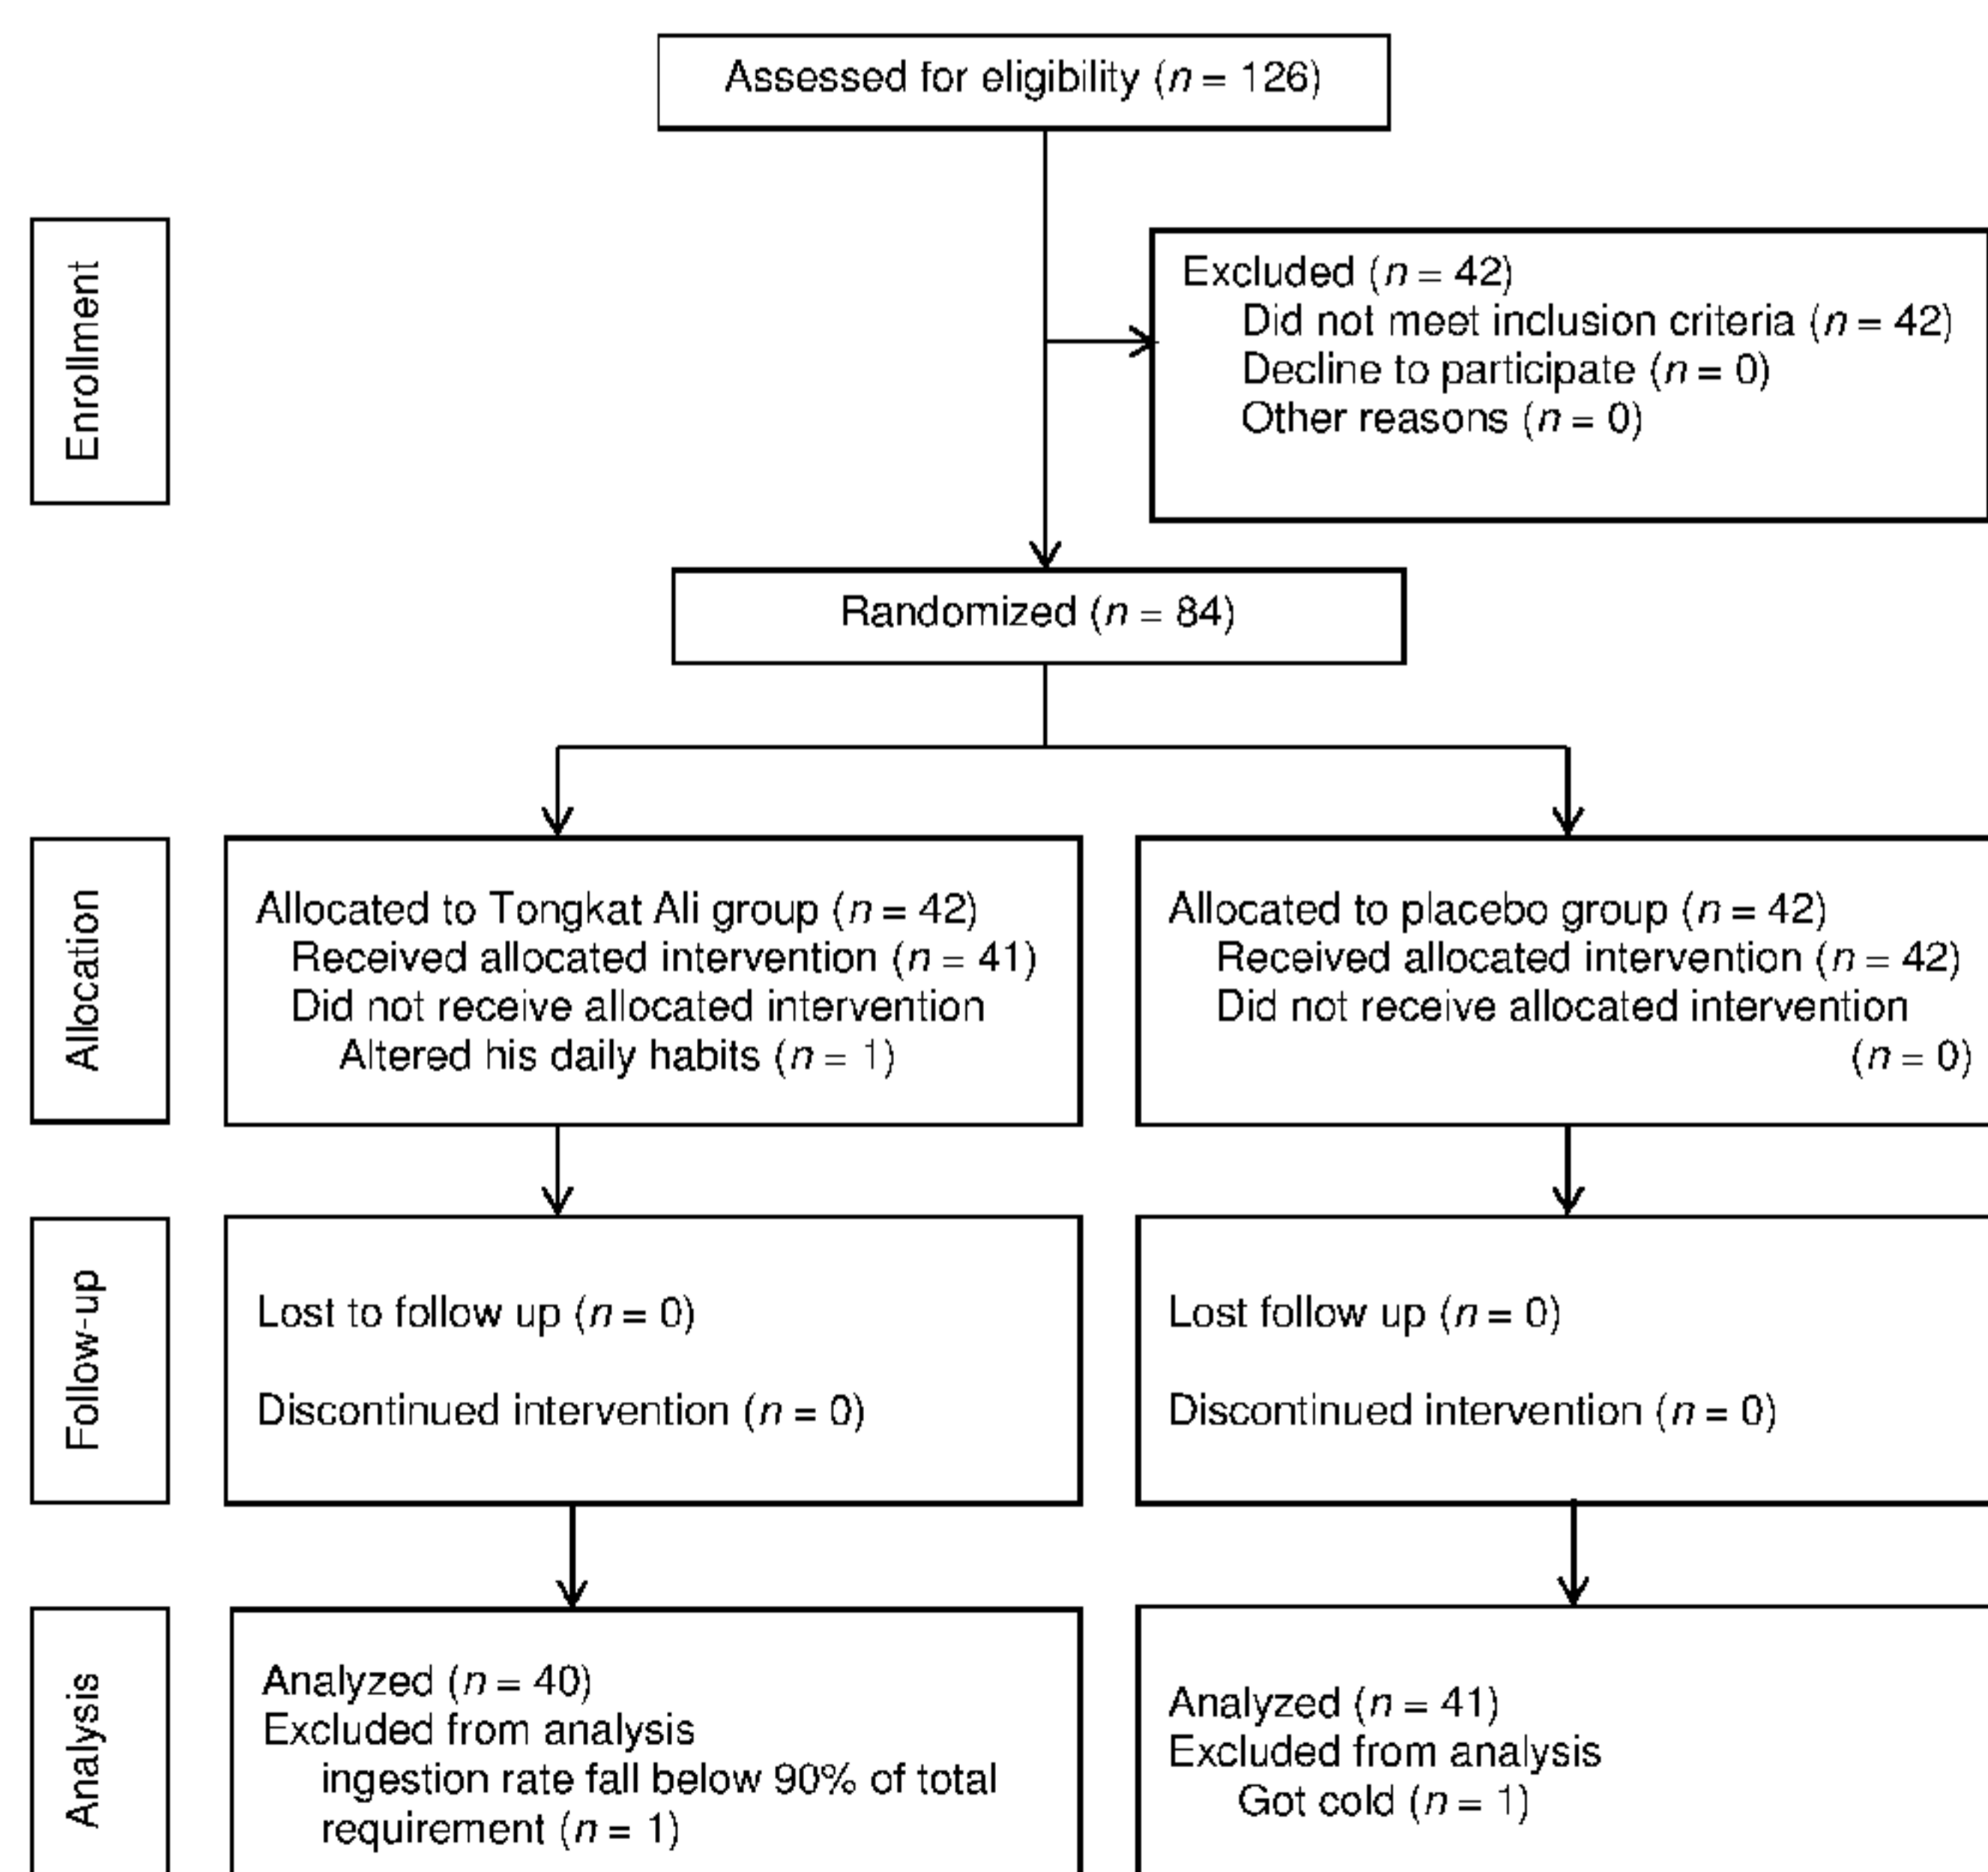 Assessed for eligibility (n = 126)
Enrollment
Excluded (n = 42)
Did not meet inclusion criteria (n = 42)
Decline to participate (n = 0)
Other reasons (n = 0)
Randomized (n = 84)
Allocation
Allocated to Tongkat Ali group (n = 42)
Received allocated intervention (n = 41)
Did not receive allocated intervention
Altered his daily habits (n = 1)
Allocated to placebo group (n = 42)
Received allocated intervention (n = 42)
Did not receive allocated intervention
(n = 0)
Follow-up
Lost to follow up (n = 0)
Discontinued intervention (n = 0)
Lost follow up (n = 0)
Discontinued intervention (n = 0)
Analysis
Analyzed (n = 40)
Excluded from analysis
ingestion rate fall below 90% of total
requirement (n = 1)
Analyzed (n = 41)
Excluded from analysis
Got cold (n = 1)